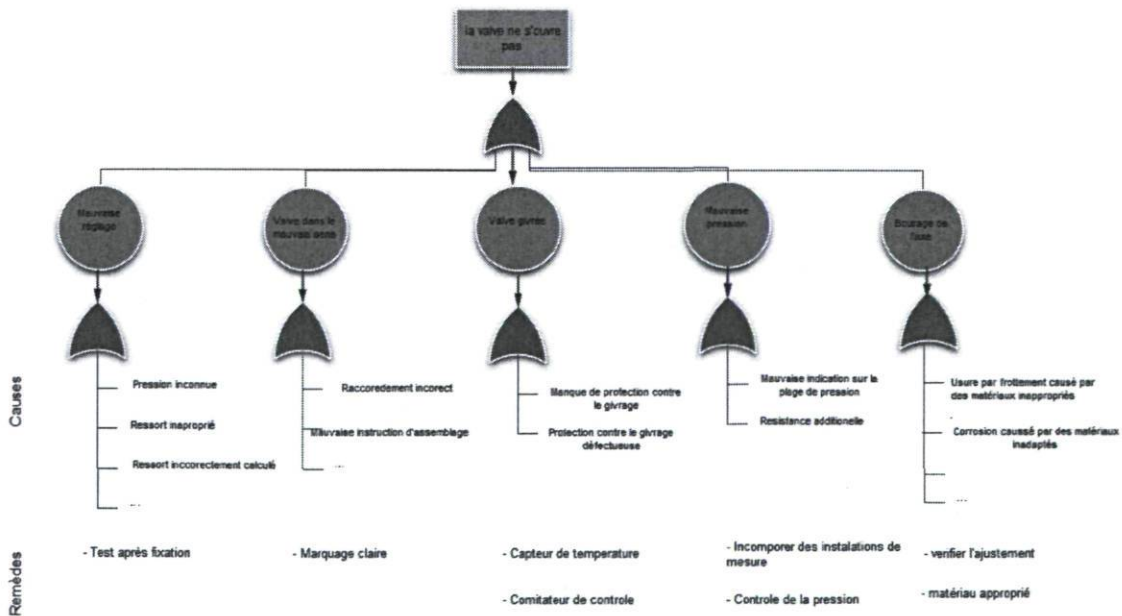 la valve ne s'ouvre
pas
Mauvaise
réglage
Valve dans le
mauvais sens
Valve givrée
Mauvaise
pression
Bourage de
l'axe
Causes
Pression inconnue
Ressort inaproprié
Ressort inccorectement calculé
...
Raccoredement incorect
Mauvaise instruction d'assemblage
...
Manque de protection contre
le givrage
Protection contre le givrage
défectueuse
Mauvaise indication sur la
plage de pression
Resistance additionelle
Usure par frottement causé par
des matériaux inappropriés
Corrosion caussé par des matériaux
inadaptés
...
Remèdes
- Test après fixation
- Marquage claire
- Capteur de temperature
- Comitateur de controle
- Incomporer des instalations de
mesure
- Controle de la pression
- verifier l'ajustement
- matériau approprié